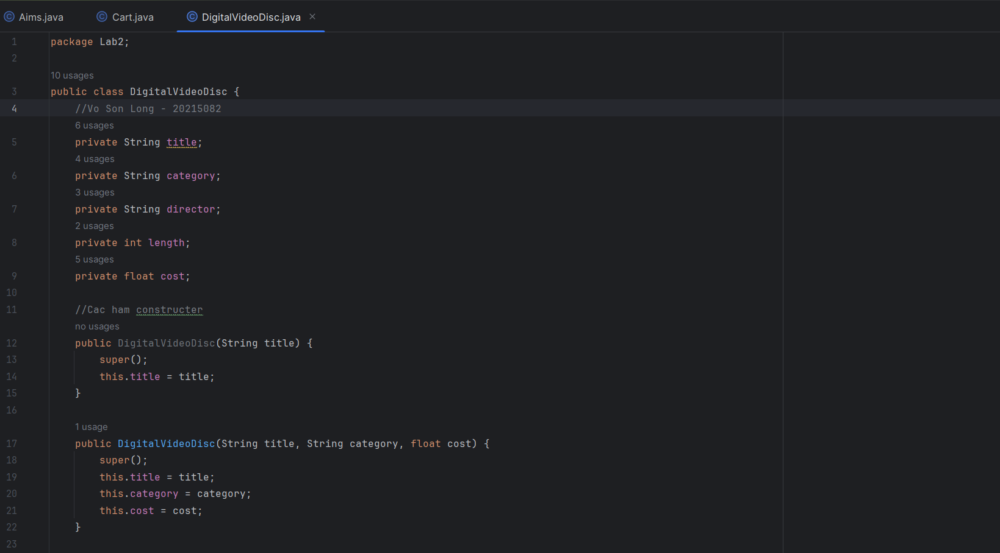 Aims.java Cart.java DigitalVideoDisc.java
1 package Lab2;
2
10 usages
3 public class DigitalVideoDisc {
4 //Vo Son Long - 20215082
6 usages
5 private String title;
4 usages
6 private String category;
3 usages
7 private String director;
2 usages
8 private int length;
5 usages
9 private float cost;
10
11 //Cac ham constructer
no usages
12 public DigitalVideoDisc(String title) {
13 super();
14 this.title = title;
15 }
16
1 usage
17 public DigitalVideoDisc(String title, String category, float cost) {
18 super();
19 this.title = title;
20 this.category = category;
21 this.cost = cost;
22 }
23